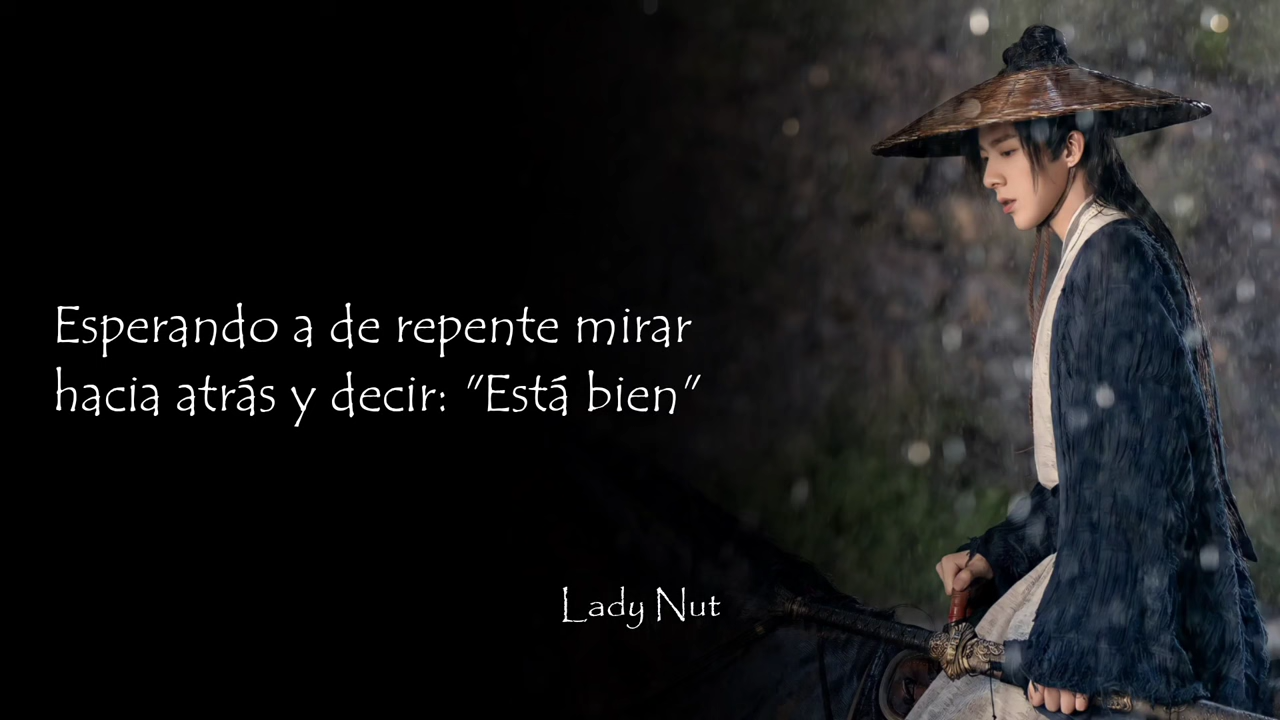 Esperando a de repente mirar
hacia atrás y decir: "Está bien"
Lady Nut